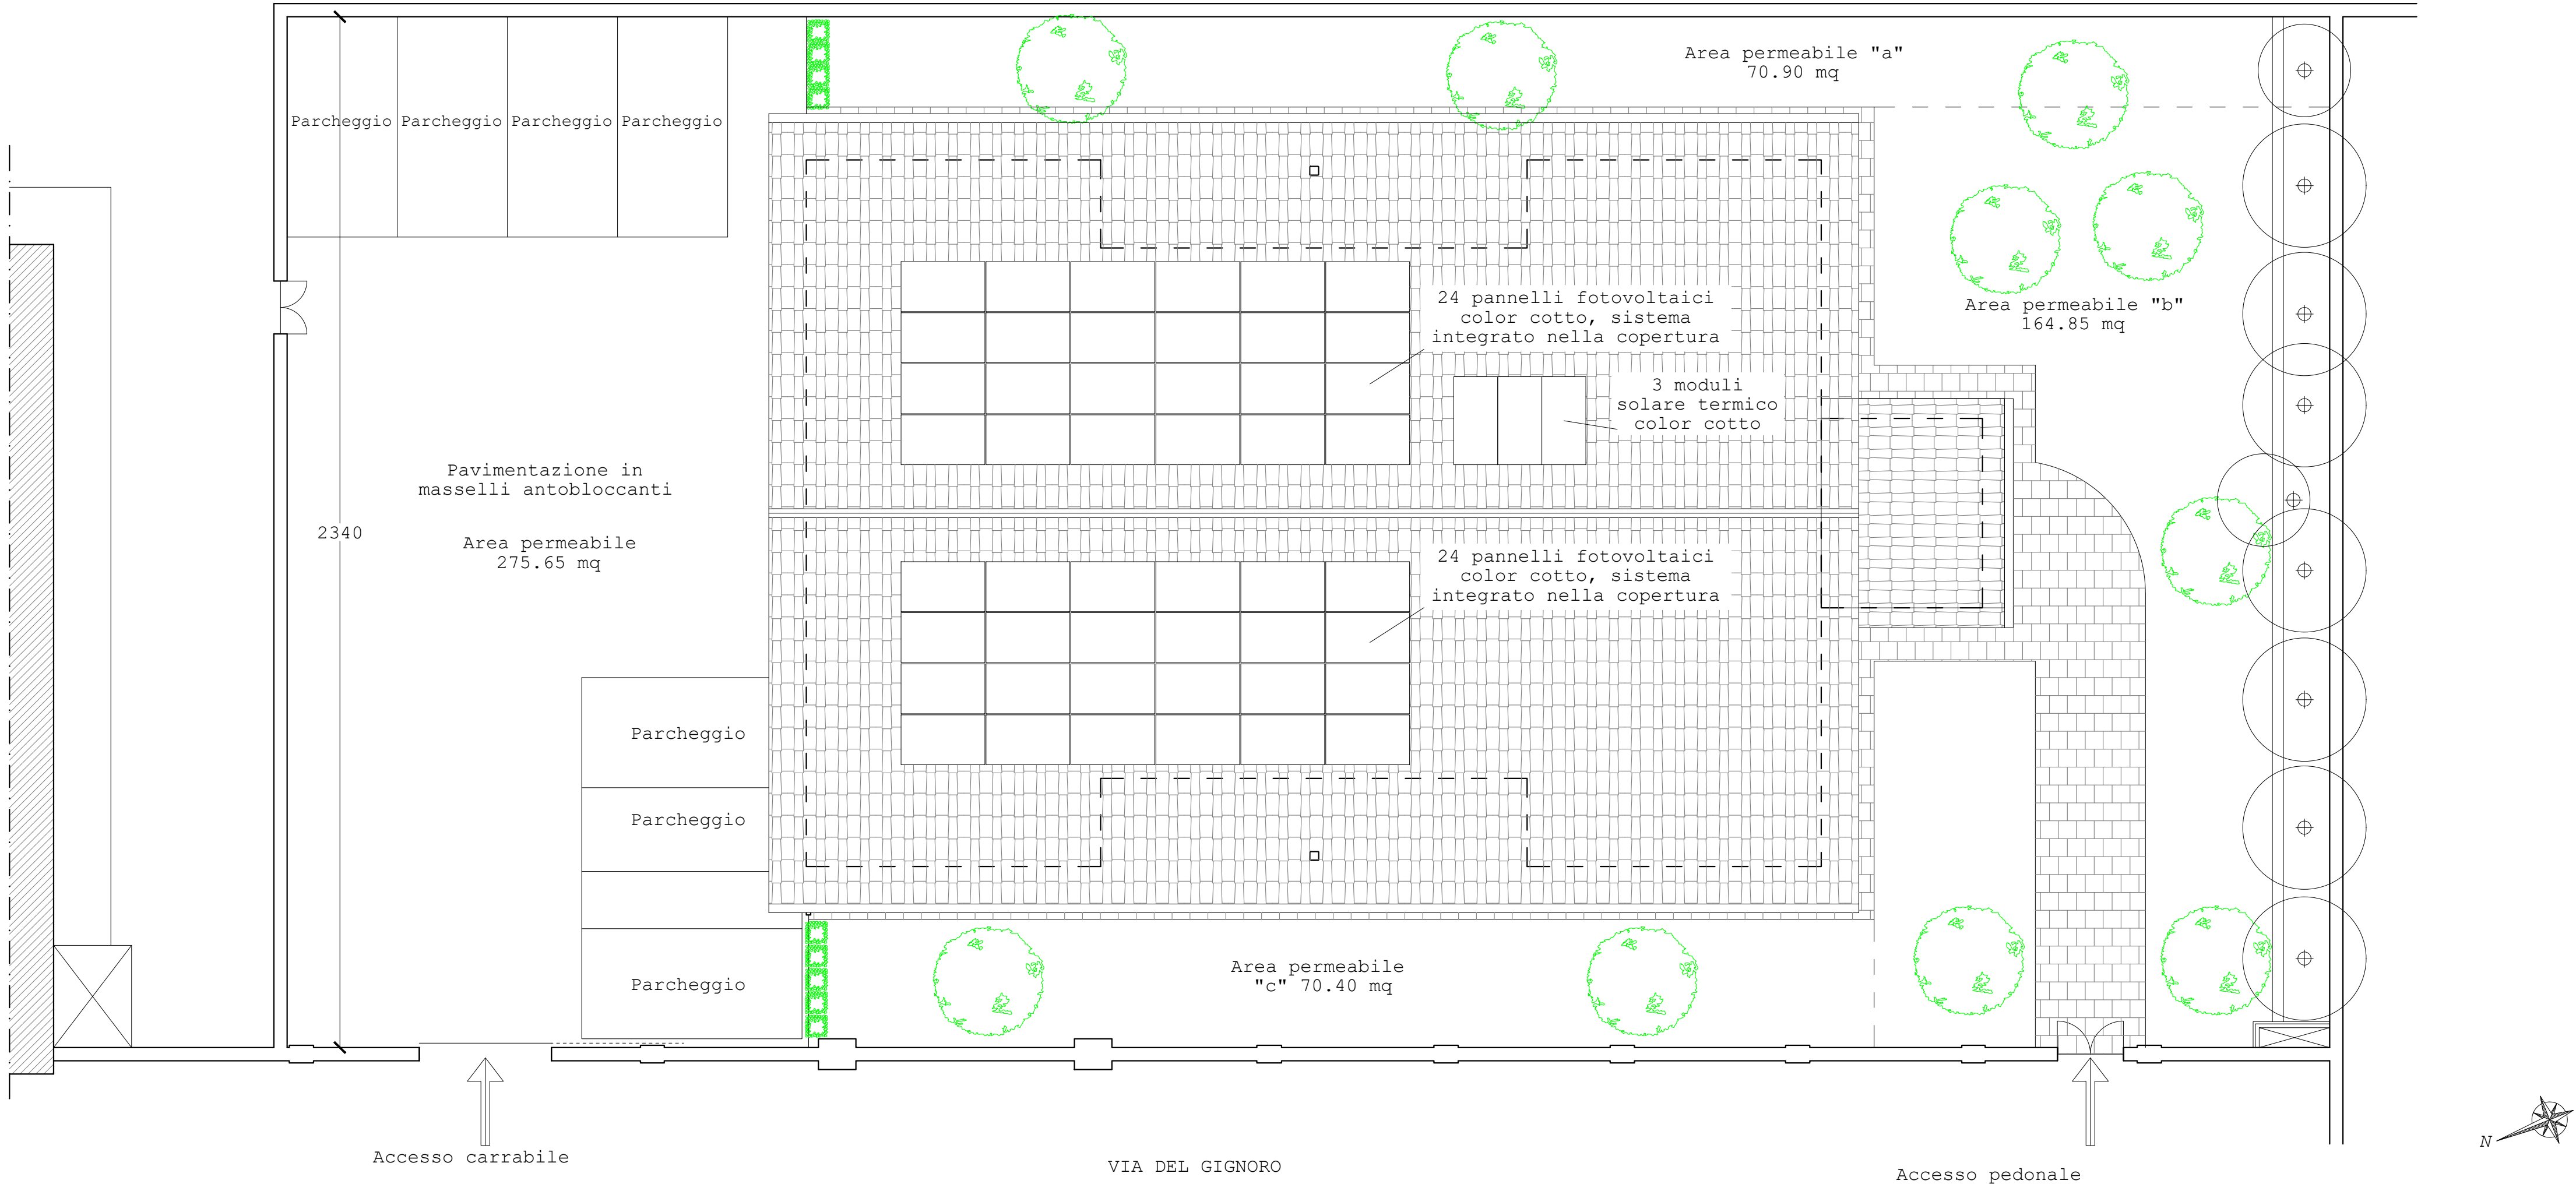 Area permeabile "a"
70.90 mq
Parcheggio
Parcheggio
Parcheggio
Parcheggio
24 pannelli fotovoltaici
color cotto, sistema
integrato nella copertura
Area permeabile "b"
164.85 mq
3 moduli
solare termico
color cotto
Pavimentazione in
masselli antobloccanti
2340
Area permeabile
275.65 mq
24 pannelli fotovoltaici
color cotto, sistema
integrato nella copertura
Parcheggio
Parcheggio
Parcheggio
Area permeabile
"c" 70.40 mq
N
Accesso carrabile
VIA DEL GIGNORO
Accesso pedonale